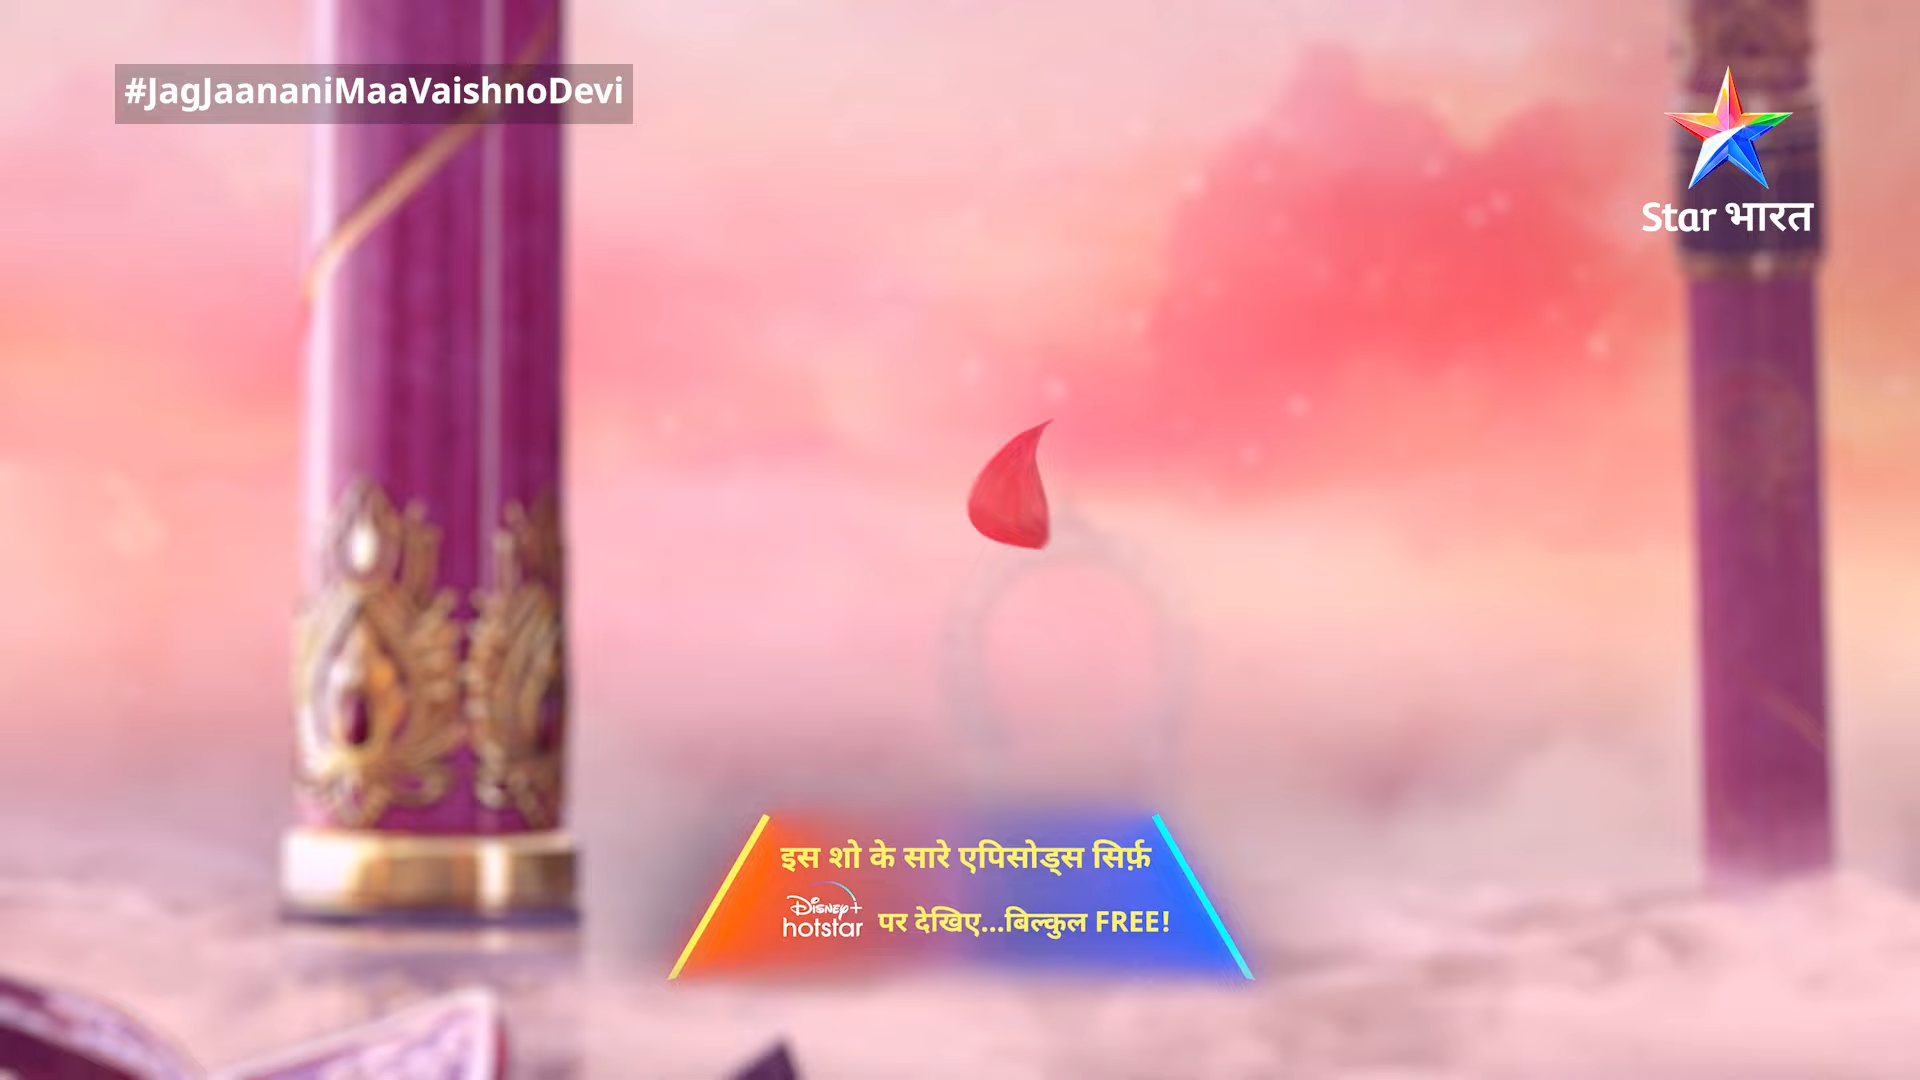 #JagJaananiMaaVaishnoDevi
Star भारत
इस शो के सारे एपिसोड्स सिर्फ़
Disney+ hotstar पर देखिए...बिल्कुल FREE!